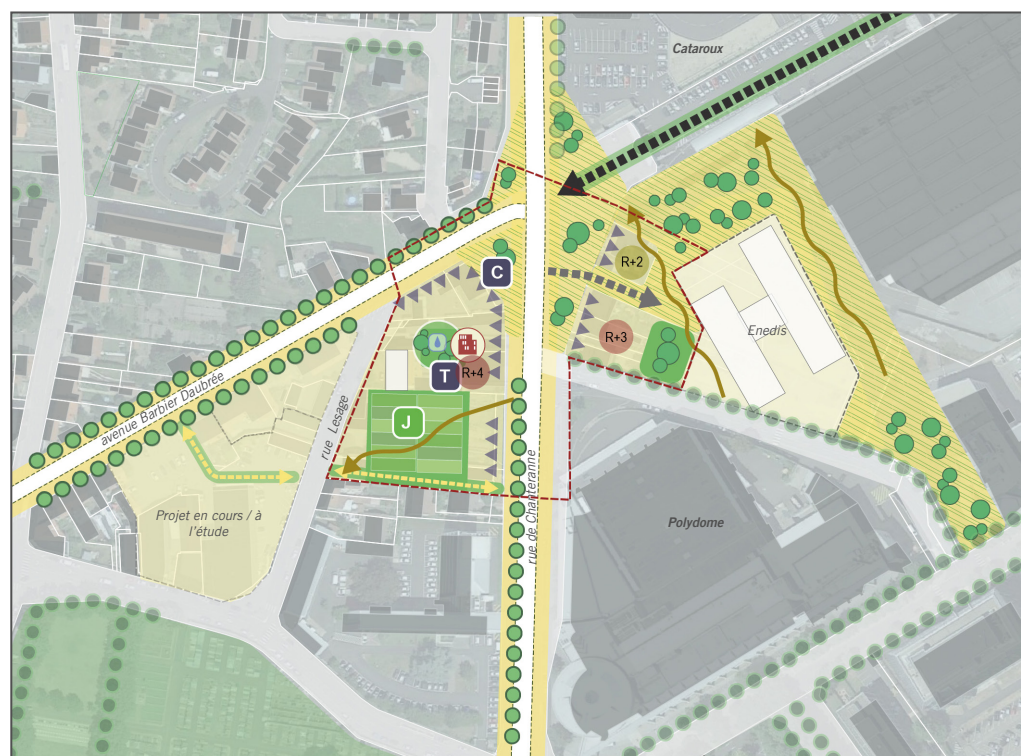 Cataroux
R+2
C
Enedis
R+3
R+4
T
avenue Barbier Daubrée
J
rue Lesage
rue de Chanteranne
Projet en cours / à
l'étude
Polydome